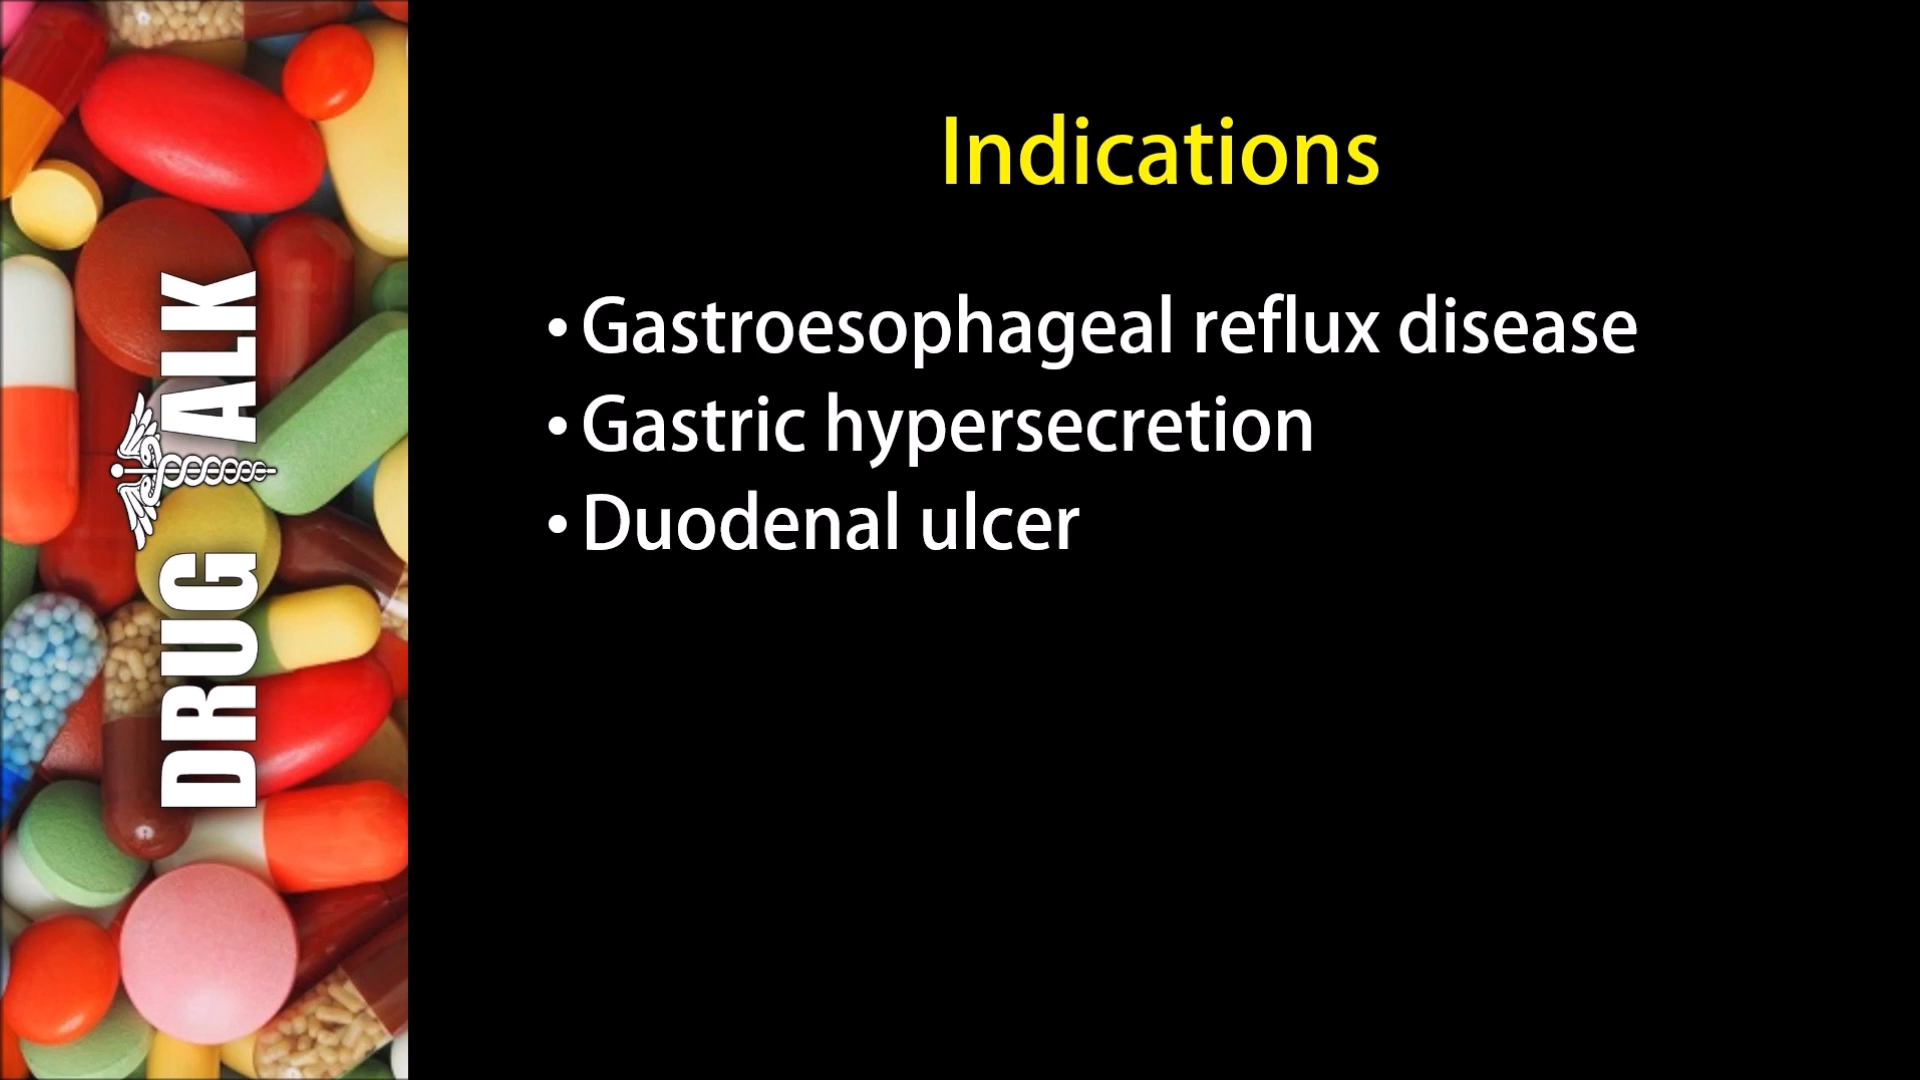 DRUG TALK
Indications
• Gastroesophageal reflux disease
• Gastric hypersecretion
• Duodenal ulcer